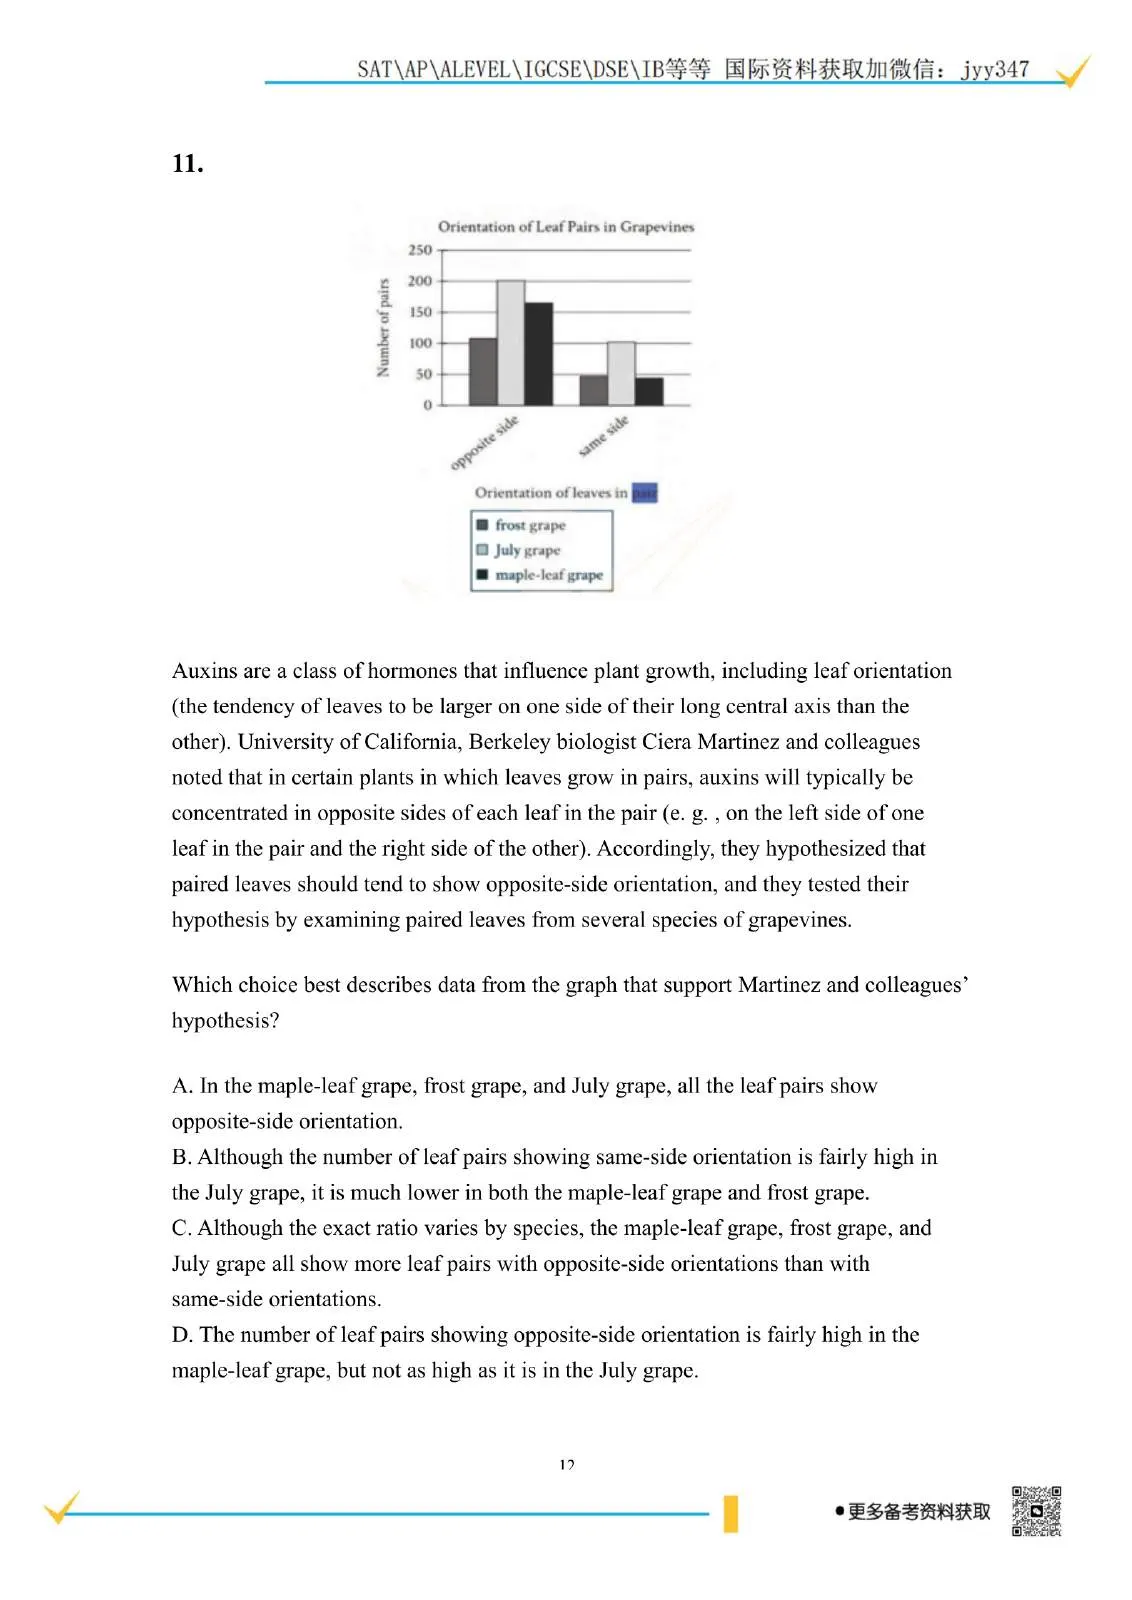 SAT\AP\ALEVEL\IGCSE\DSE\IB等等 国际资料获取加微信：jyy347
11.
Orientation of Leaf Pairs in Grapevines
250
200
150
100
50
0
Number of pairs
opposite side
same side
Orientation of leaves in pair
frost grape
July grape
maple-leaf grape
Auxins are a class of hormones that influence plant growth, including leaf orientation
(the tendency of leaves to be larger on one side of their long central axis than the
other). University of California, Berkeley biologist Ciera Martinez and colleagues
noted that in certain plants in which leaves grow in pairs, auxins will typically be
concentrated in opposite sides of each leaf in the pair (e. g. , on the left side of one
leaf in the pair and the right side of the other). Accordingly, they hypothesized that
paired leaves should tend to show opposite-side orientation, and they tested their
hypothesis by examining paired leaves from several species of grapevines.
Which choice best describes data from the graph that support Martinez and colleagues’
hypothesis?
A. In the maple-leaf grape, frost grape, and July grape, all the leaf pairs show
opposite-side orientation.
B. Although the number of leaf pairs showing same-side orientation is fairly high in
the July grape, it is much lower in both the maple-leaf grape and frost grape.
C. Although the exact ratio varies by species, the maple-leaf grape, frost grape, and
July grape all show more leaf pairs with opposite-side orientations than with
same-side orientations.
D. The number of leaf pairs showing opposite-side orientation is fairly high in the
maple-leaf grape, but not as high as it is in the July grape.
12
●更多备考资料获取